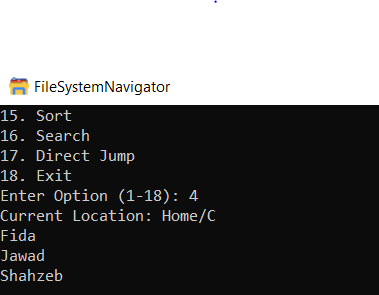 FileSystemNavigator
15. Sort
16. Search
17. Direct Jump
18. Exit
Enter Option (1-18): 4
Current Location: Home/C
Fida
Jawad
Shahzeb